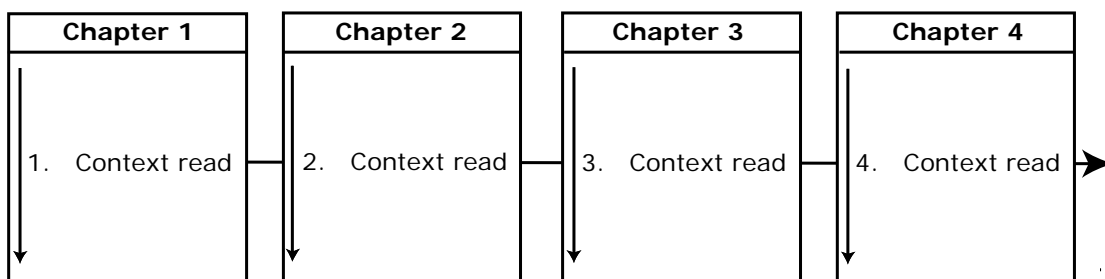 Chapter 1
1. Context read
Chapter 2
2. Context read
Chapter 3
3. Context read
Chapter 4
4. Context read